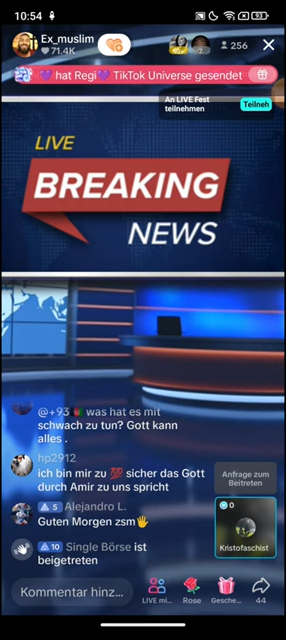 10:54
93
Ex_muslim
71.4K
256
hat Regi💜 TikTok Universe gesendet
An LIVE Fest
teilnehmen
Teilneh
LIVE
BREAKING
NEWS
@+93 🇦🇫 was hat es mit
schwach zu tun? Gott kann
alles .
hp2912
ich bin mir zu 💯 sicher das Gott
durch Amir zu uns spricht
Anfrage zum
Beitreten
5 Alejandro L.
Guten Morgen zsm🖐
0
Kristofaschist
10 Single Börse ist
beigetreten
Kommentar hinz...
LIVE mi...
Rose
Gesche...
44